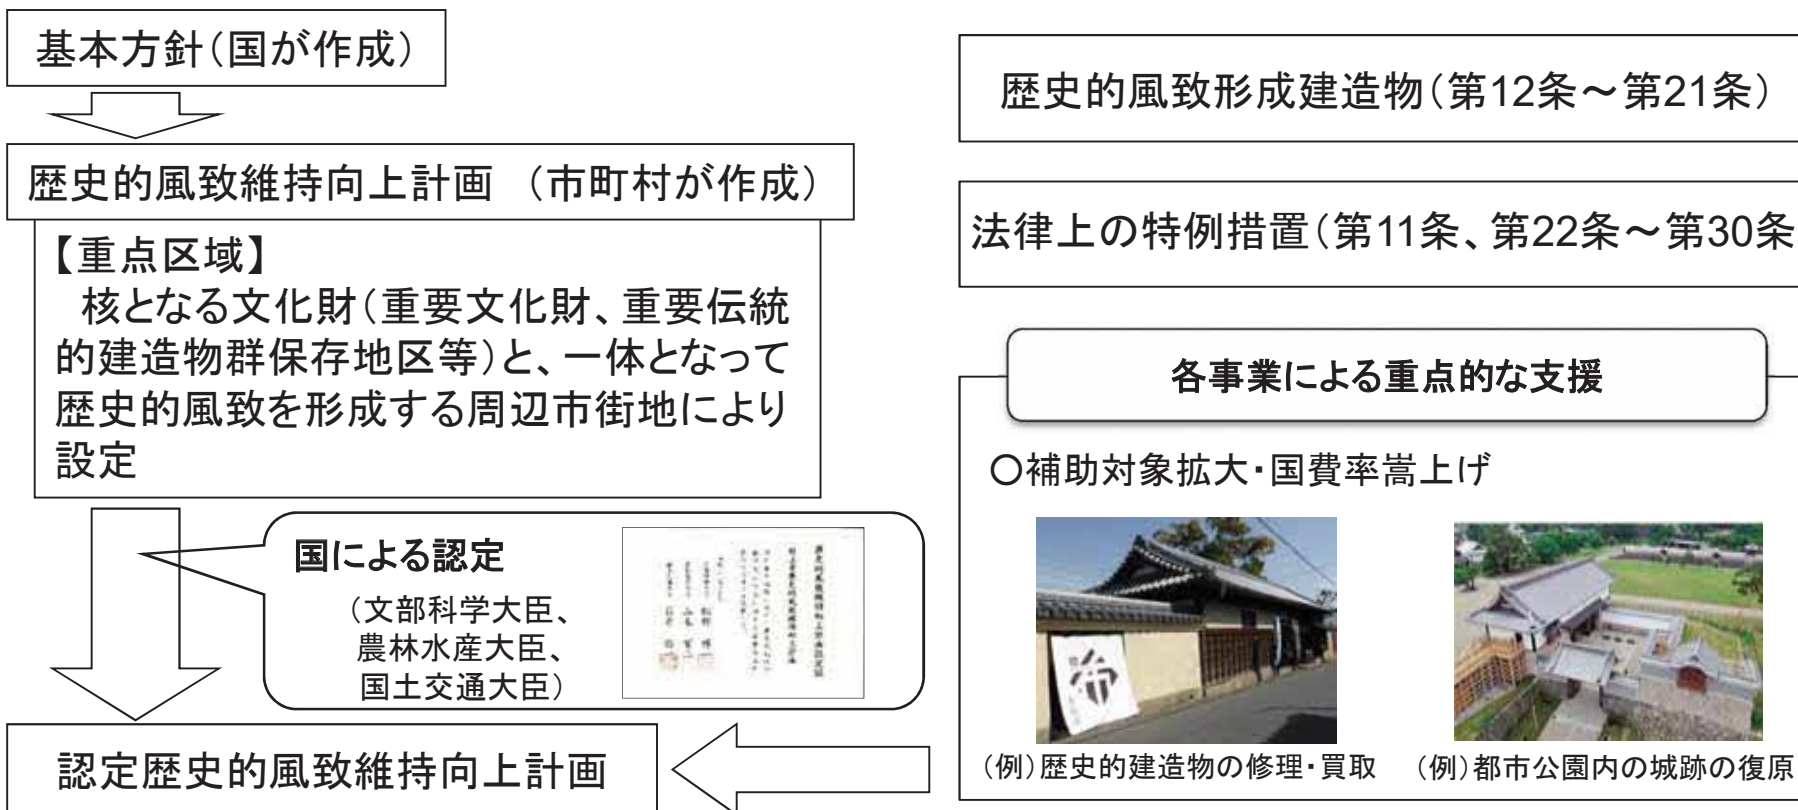 基本方針(国が作成)
歴史的風致維持向上計画 (市町村が作成)
【重点区域】
核となる文化財(重要文化財、重要伝統
的建造物群保存地区等)と、一体となって
歴史的風致を形成する周辺市街地により
設定
国による認定
(文部科学大臣、
農林水産大臣、
国土交通大臣)
認定歴史的風致維持向上計画
歴史的風致形成建造物(第12条~第21条)
法律上の特例措置(第11条、第22条~第30条
各事業による重点的な支援
○補助対象拡大・国費率嵩上げ
(例)歴史的建造物の修理・買取
(例)都市公園内の城跡の復原